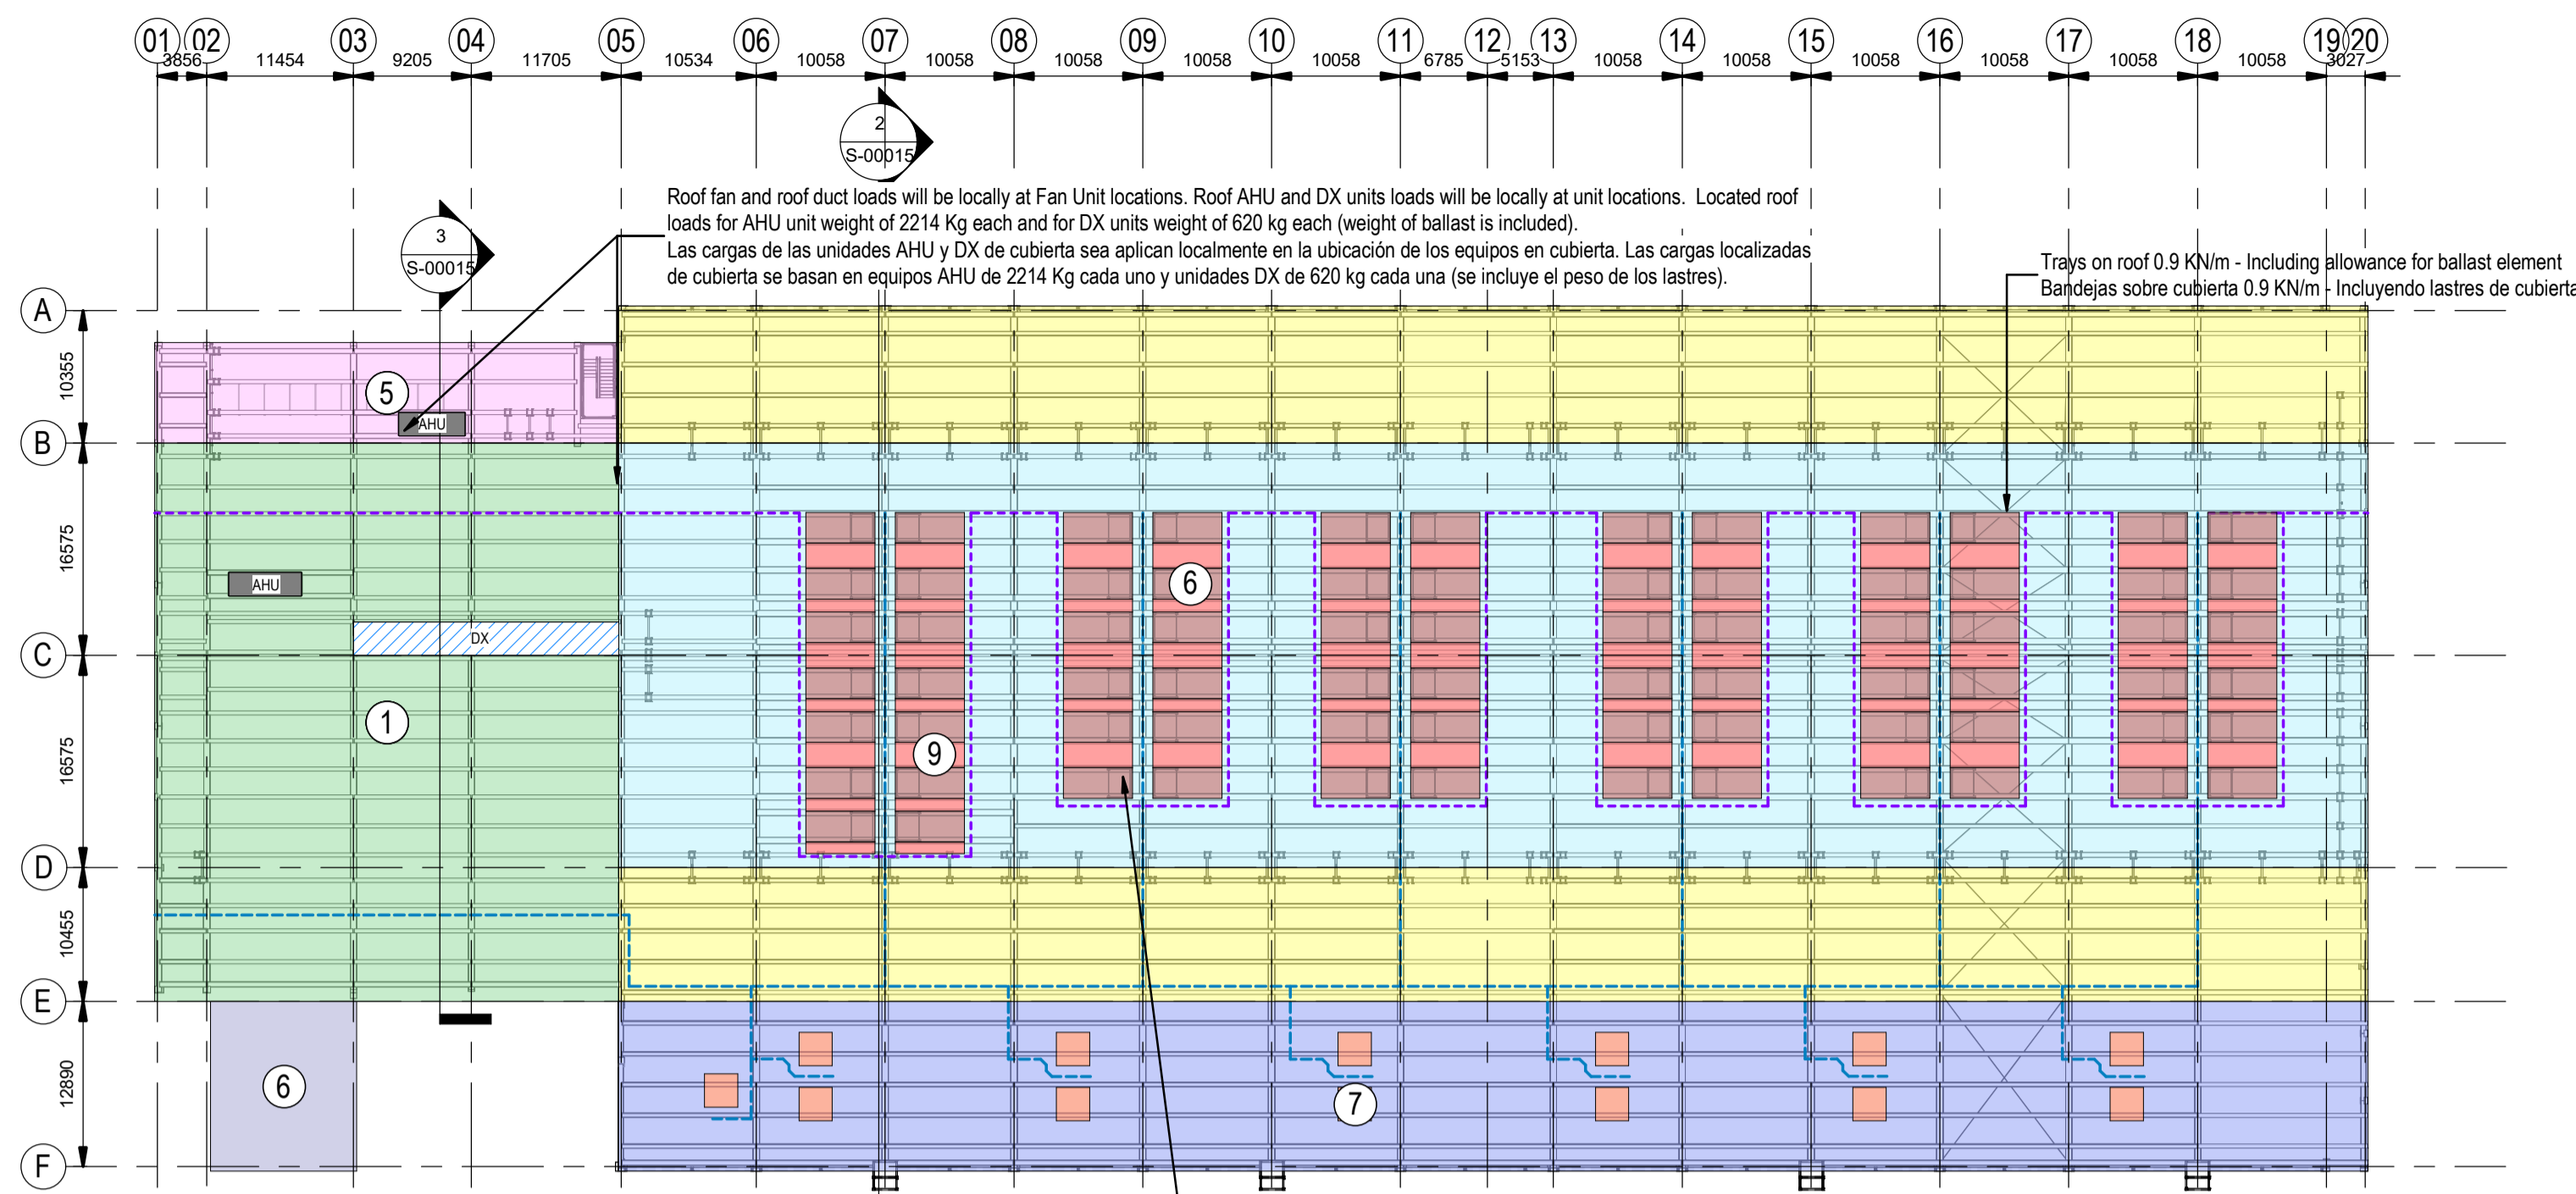 01 02 03 04 05 06 07 08 09 10 11 12 13 14 15 16 17 18 19 20
3856 11454 9205 11705 10534 10058 10058 10058 10058 10058 6785 5153 10058 10058 10058 10058 10058 10058 3027
2
S-00015
Roof fan and roof duct loads will be locally at Fan Unit locations. Roof AHU and DX units loads will be locally at unit locations. Located roof
loads for AHU unit weight of 2214 Kg each and for DX units weight of 620 kg each (weight of ballast is included).
Las cargas de las unidades AHU y DX de cubierta sea aplican localmente en la ubicación de los equipos en cubierta. Las cargas localizadas
de cubierta se basan en equipos AHU de 2214 Kg cada uno y unidades DX de 620 kg cada una (se incluye el peso de los lastres).
3
S-00015
Trays on roof 0.9 KN/m - Including allowance for ballast element
Bandejas sobre cubierta 0.9 KN/m - Incluyendo lastres de cubierta
A
10355
5
AHU
B
16575
AHU
6
DX
C
1
9
16575
D
10455
E
12890
6
7
F